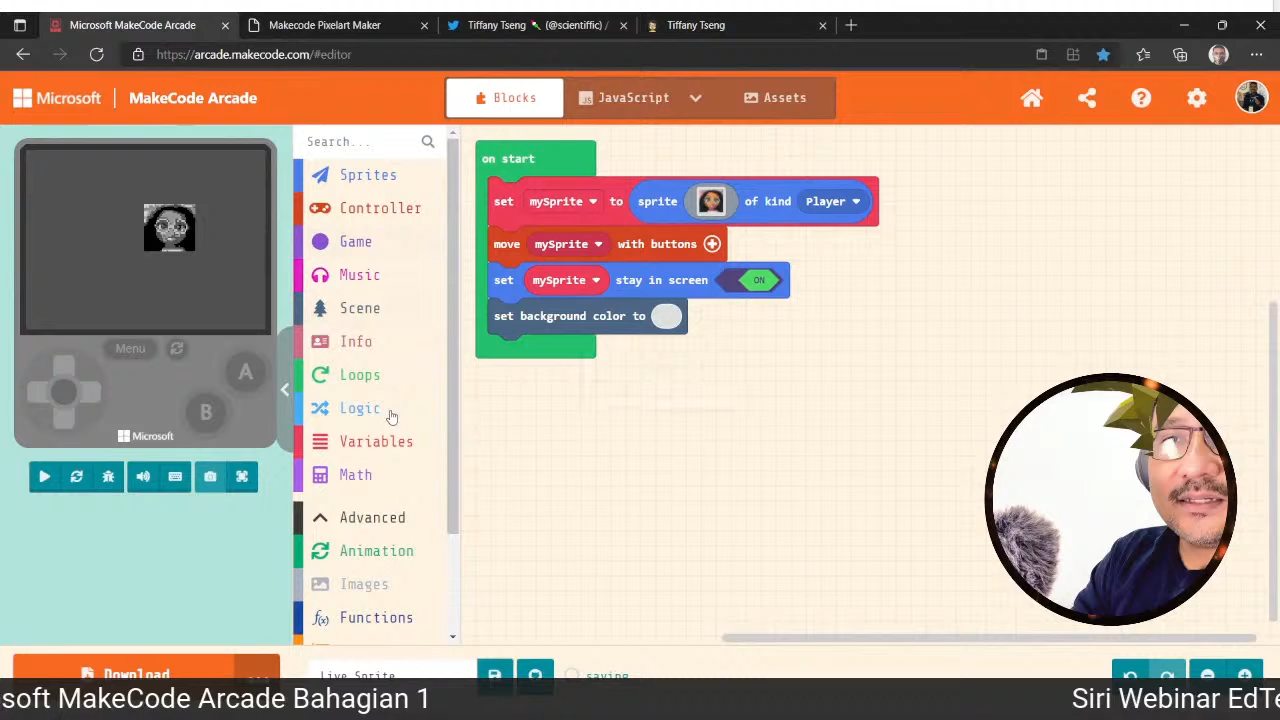 Microsoft MakeCode Arcade
Makecode Pixelart Maker
Tiffany Tseng (@scientiffic) /
Tiffany Tseng
https://arcade.makecode.com/#editor
Microsoft MakeCode Arcade
Blocks
JavaScript
Assets
Search...
Sprites
Controller
Game
Music
Scene
Info
Loops
Logic
Variables
Math
Advanced
Animation
Images
f(x) Functions
on start
set mySprite to sprite of kind Player
move mySprite with buttons
set mySprite stay in screen ON
set background color to
Menu
A
B
Microsoft
Download
Live Sprite
saving
soft MakeCode Arcade Bahagian 1
Siri Webinar EdTe